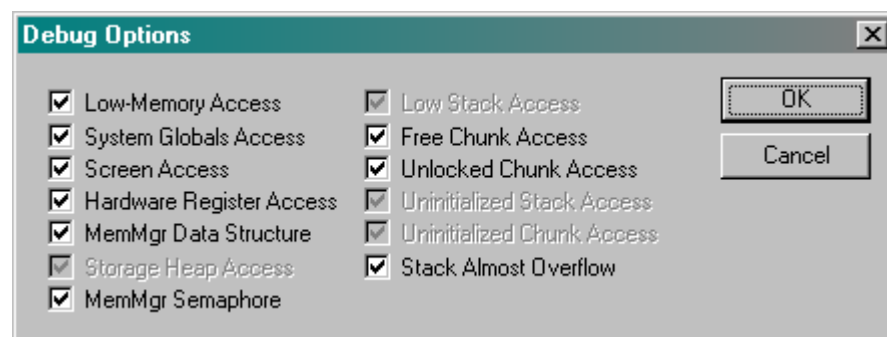 Debug Options
Low-Memory Access
System Globals Access
Screen Access
Hardware Register Access
MemMgr Data Structure
Storage Heap Access
MemMgr Semaphore
Low Stack Access
Free Chunk Access
Unlocked Chunk Access
Uninitialized Stack Access
Uninitialized Chunk Access
Stack Almost Overflow
OK
Cancel